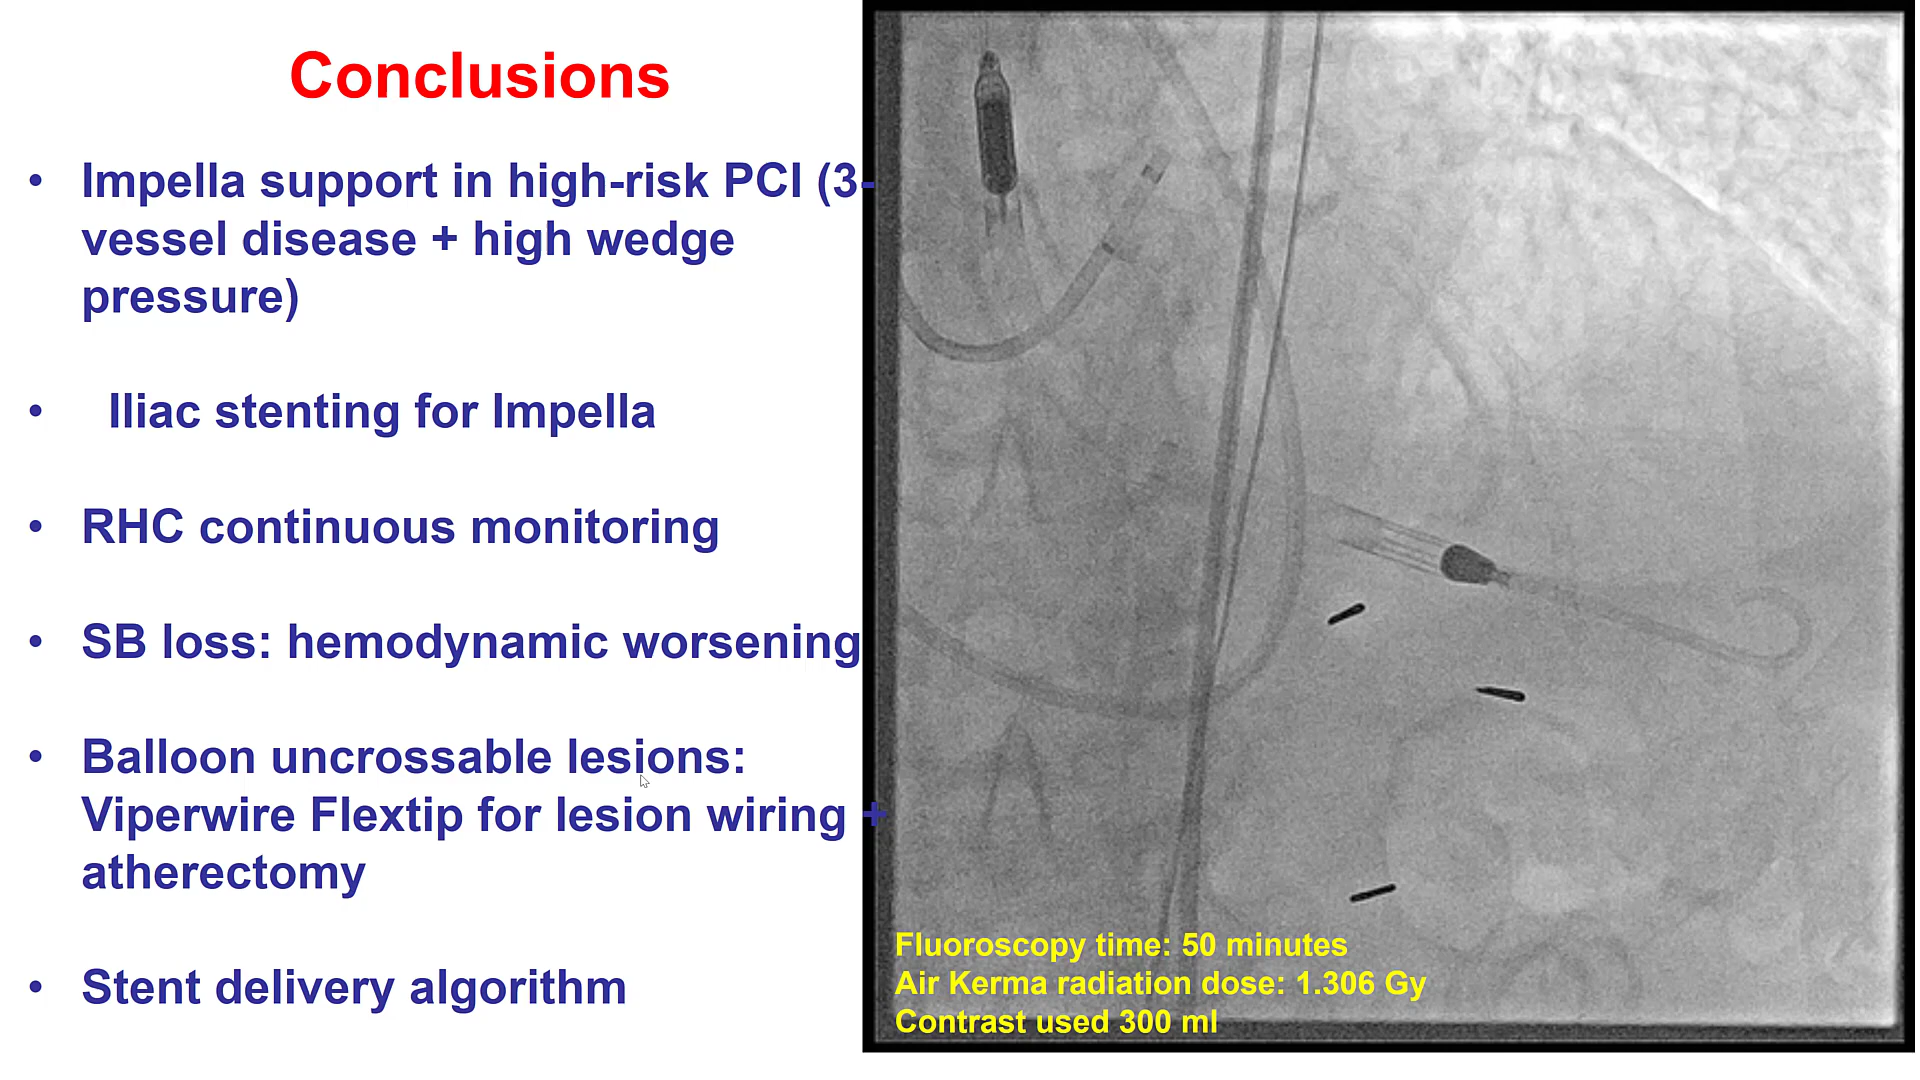 Conclusions
• Impella support in high-risk PCI (3-
vessel disease + high wedge
pressure)
• Iliac stenting for Impella
• RHC continuous monitoring
• SB loss: hemodynamic worsening
• Balloon uncrossable lesions:
Viperwire Flextip for lesion wiring +
atherectomy
• Stent delivery algorithm
Fluoroscopy time: 50 minutes
Air Kerma radiation dose: 1.306 Gy
Contrast used 300 ml